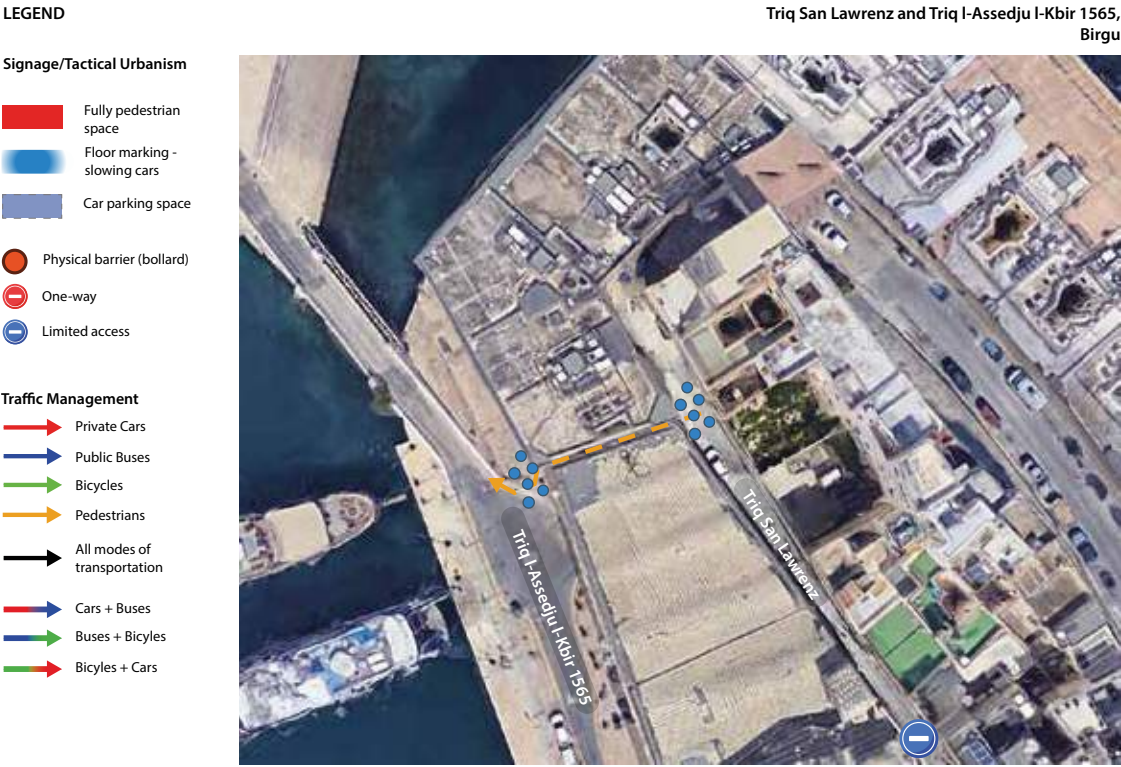 LEGEND
Triq San Lawrenz and Triq l-Assedju l-Kbir 1565,
Birgu
Signage/Tactical Urbanism
Fully pedestrian
space
Floor marking -
slowing cars
Car parking space
Physical barrier (bollard)
One-way
Limited access
Traffic Management
Private Cars
Public Buses
Bicycles
Pedestrians
All modes of
transportation
Cars + Buses
Buses + Bicyles
Bicyles + Cars
Triq San Lawrenz
Triq l-Assedju l-Kbir 1565